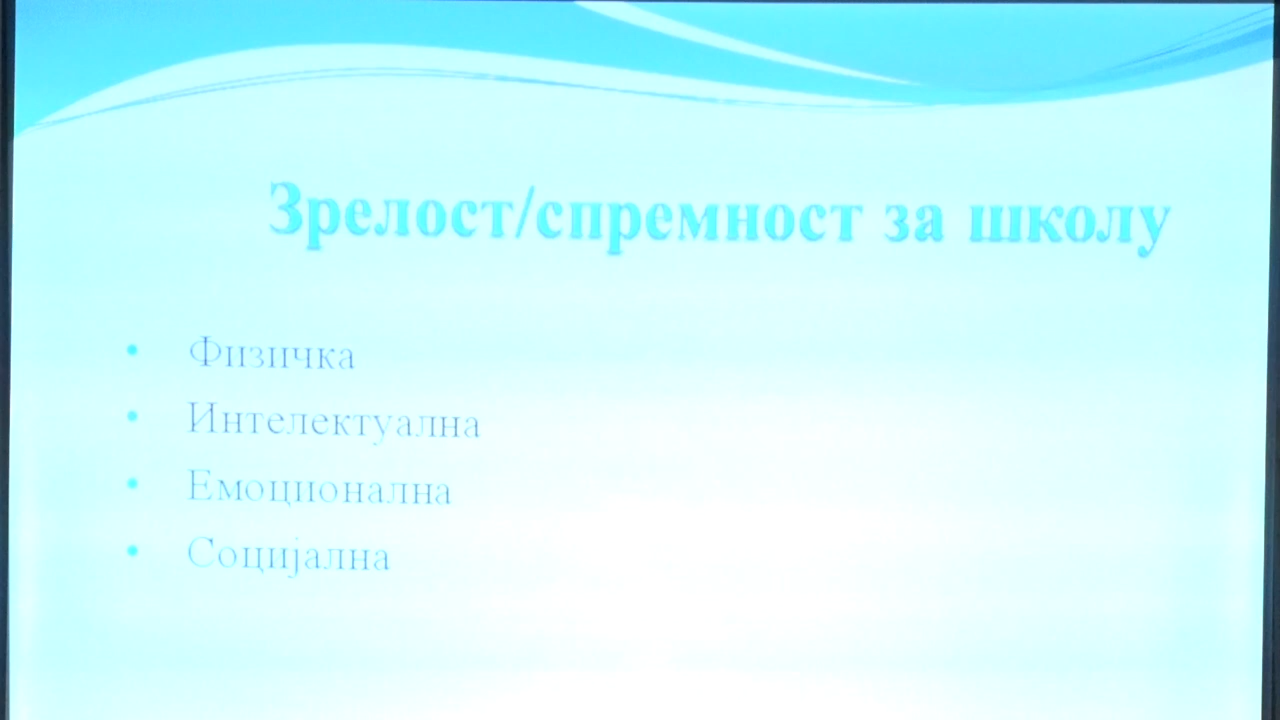 Зрелост/спремност за школу
• Физичка
• Интелектуална
• Емоционална
• Социјална